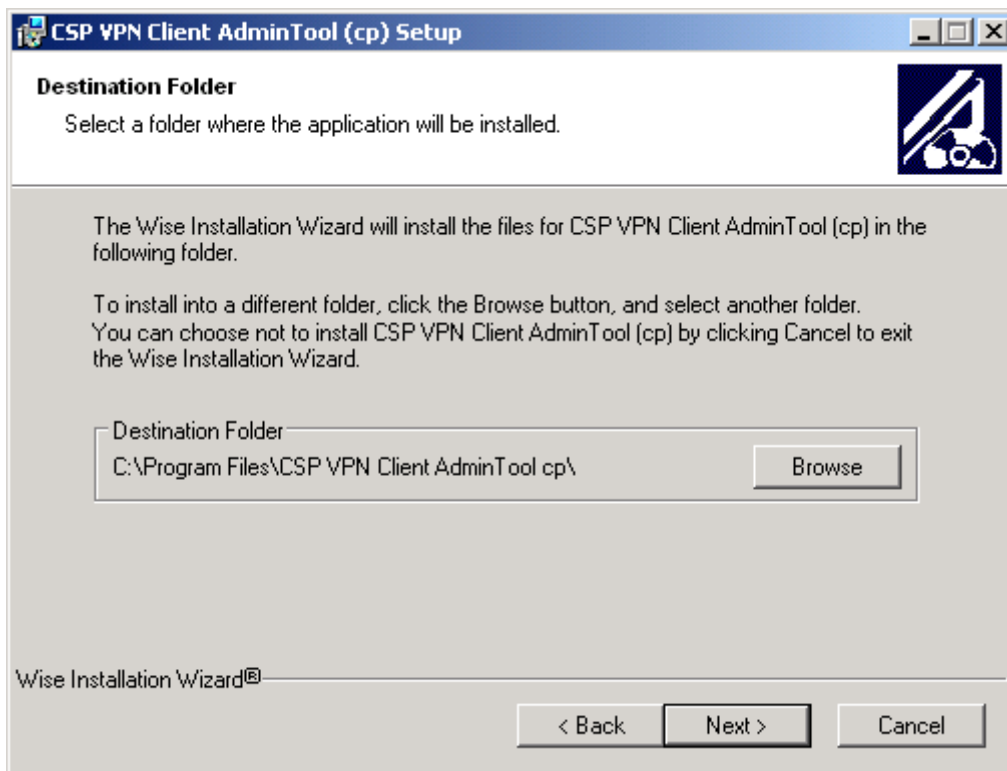 CSP VPN Client AdminTool (cp) Setup
Destination Folder
Select a folder where the application will be installed.
The Wise Installation Wizard will install the files for CSP VPN Client AdminTool (cp) in the
following folder.
To install into a different folder, click the Browse button, and select another folder.
You can choose not to install CSP VPN Client AdminTool (cp) by clicking Cancel to exit
the Wise Installation Wizard.
Destination Folder
C:\Program Files\CSP VPN Client AdminTool cp\
Browse
Wise Installation Wizard®
< Back
Next >
Cancel